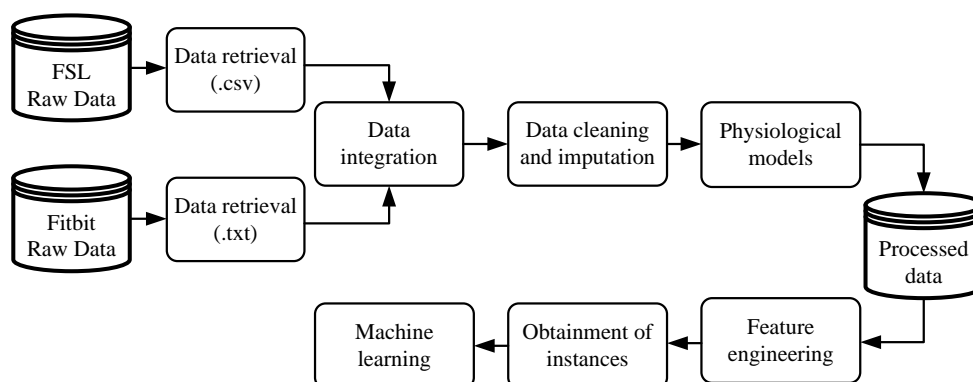 FSL
Raw Data
Data retrieval
(.csv)
Data
integration
Data cleaning
and imputation
Physiological
models
Fitbit
Raw Data
Data retrieval
(.txt)
Processed
data
Feature
engineering
Obtainment of
instances
Machine
learning